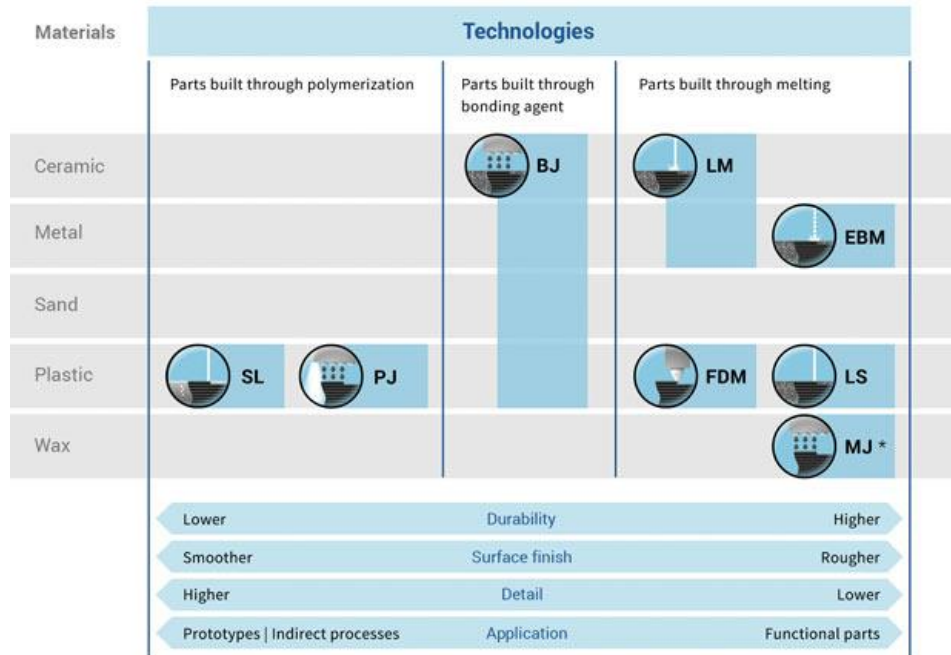 Materials
Technologies
Parts built through polymerization
Parts built through
bonding agent
Parts built through melting
Ceramic
BJ
LM
Metal
EBM
Sand
Plastic
SL
PJ
FDM
LS
Wax
MJ *
Lower
Durability
Higher
Smoother
Surface finish
Rougher
Higher
Detail
Lower
Prototypes | Indirect processes
Application
Functional parts